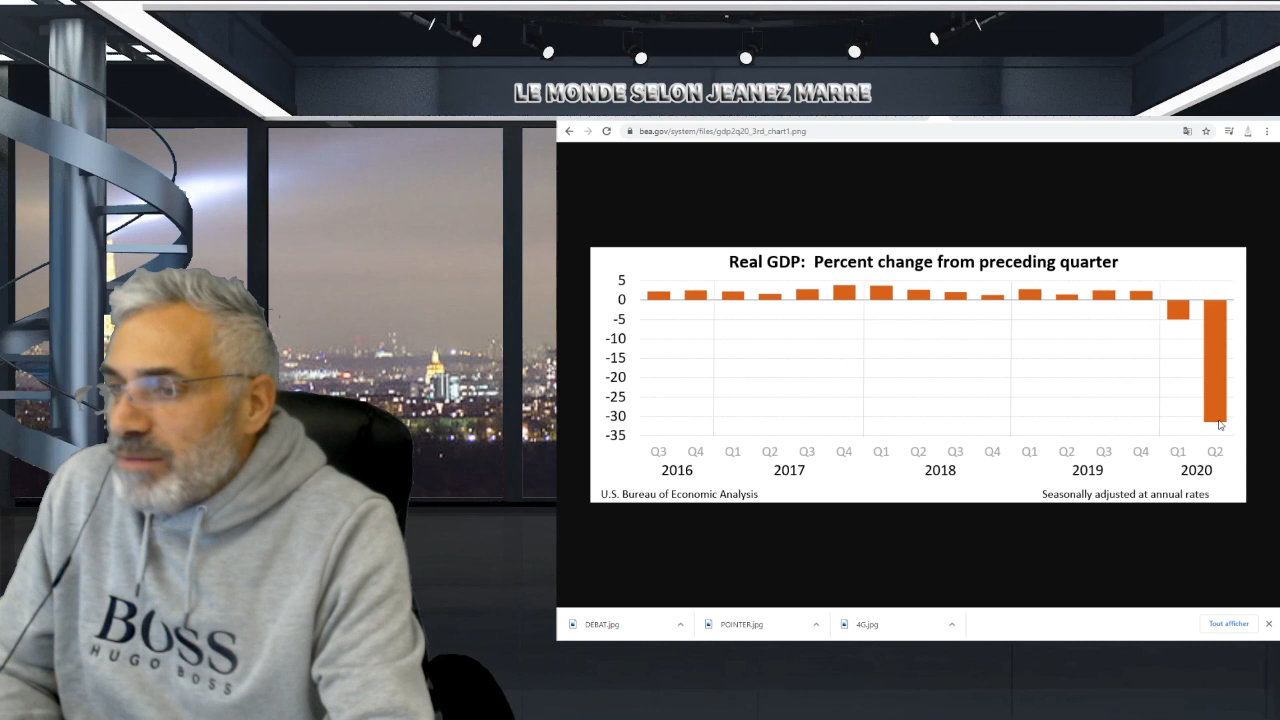 LE MONDE SELON JEANEZ MARRE
bea.gov/system/files/gdp2q20_3rd_chart1.png
Real GDP: Percent change from preceding quarter
5
0
-5
-10
-15
-20
-25
-30
-35
Q3 Q4 Q1 Q2 Q3 Q4 Q1 Q2 Q3 Q4 Q1 Q2 Q3 Q4 Q1 Q2
2016 2017 2018 2019 2020
U.S. Bureau of Economic Analysis Seasonally adjusted at annual rates
BOSS
HUGO BOSS
DEBAT.jpg POINTER.jpg 4G.jpg Tout afficher